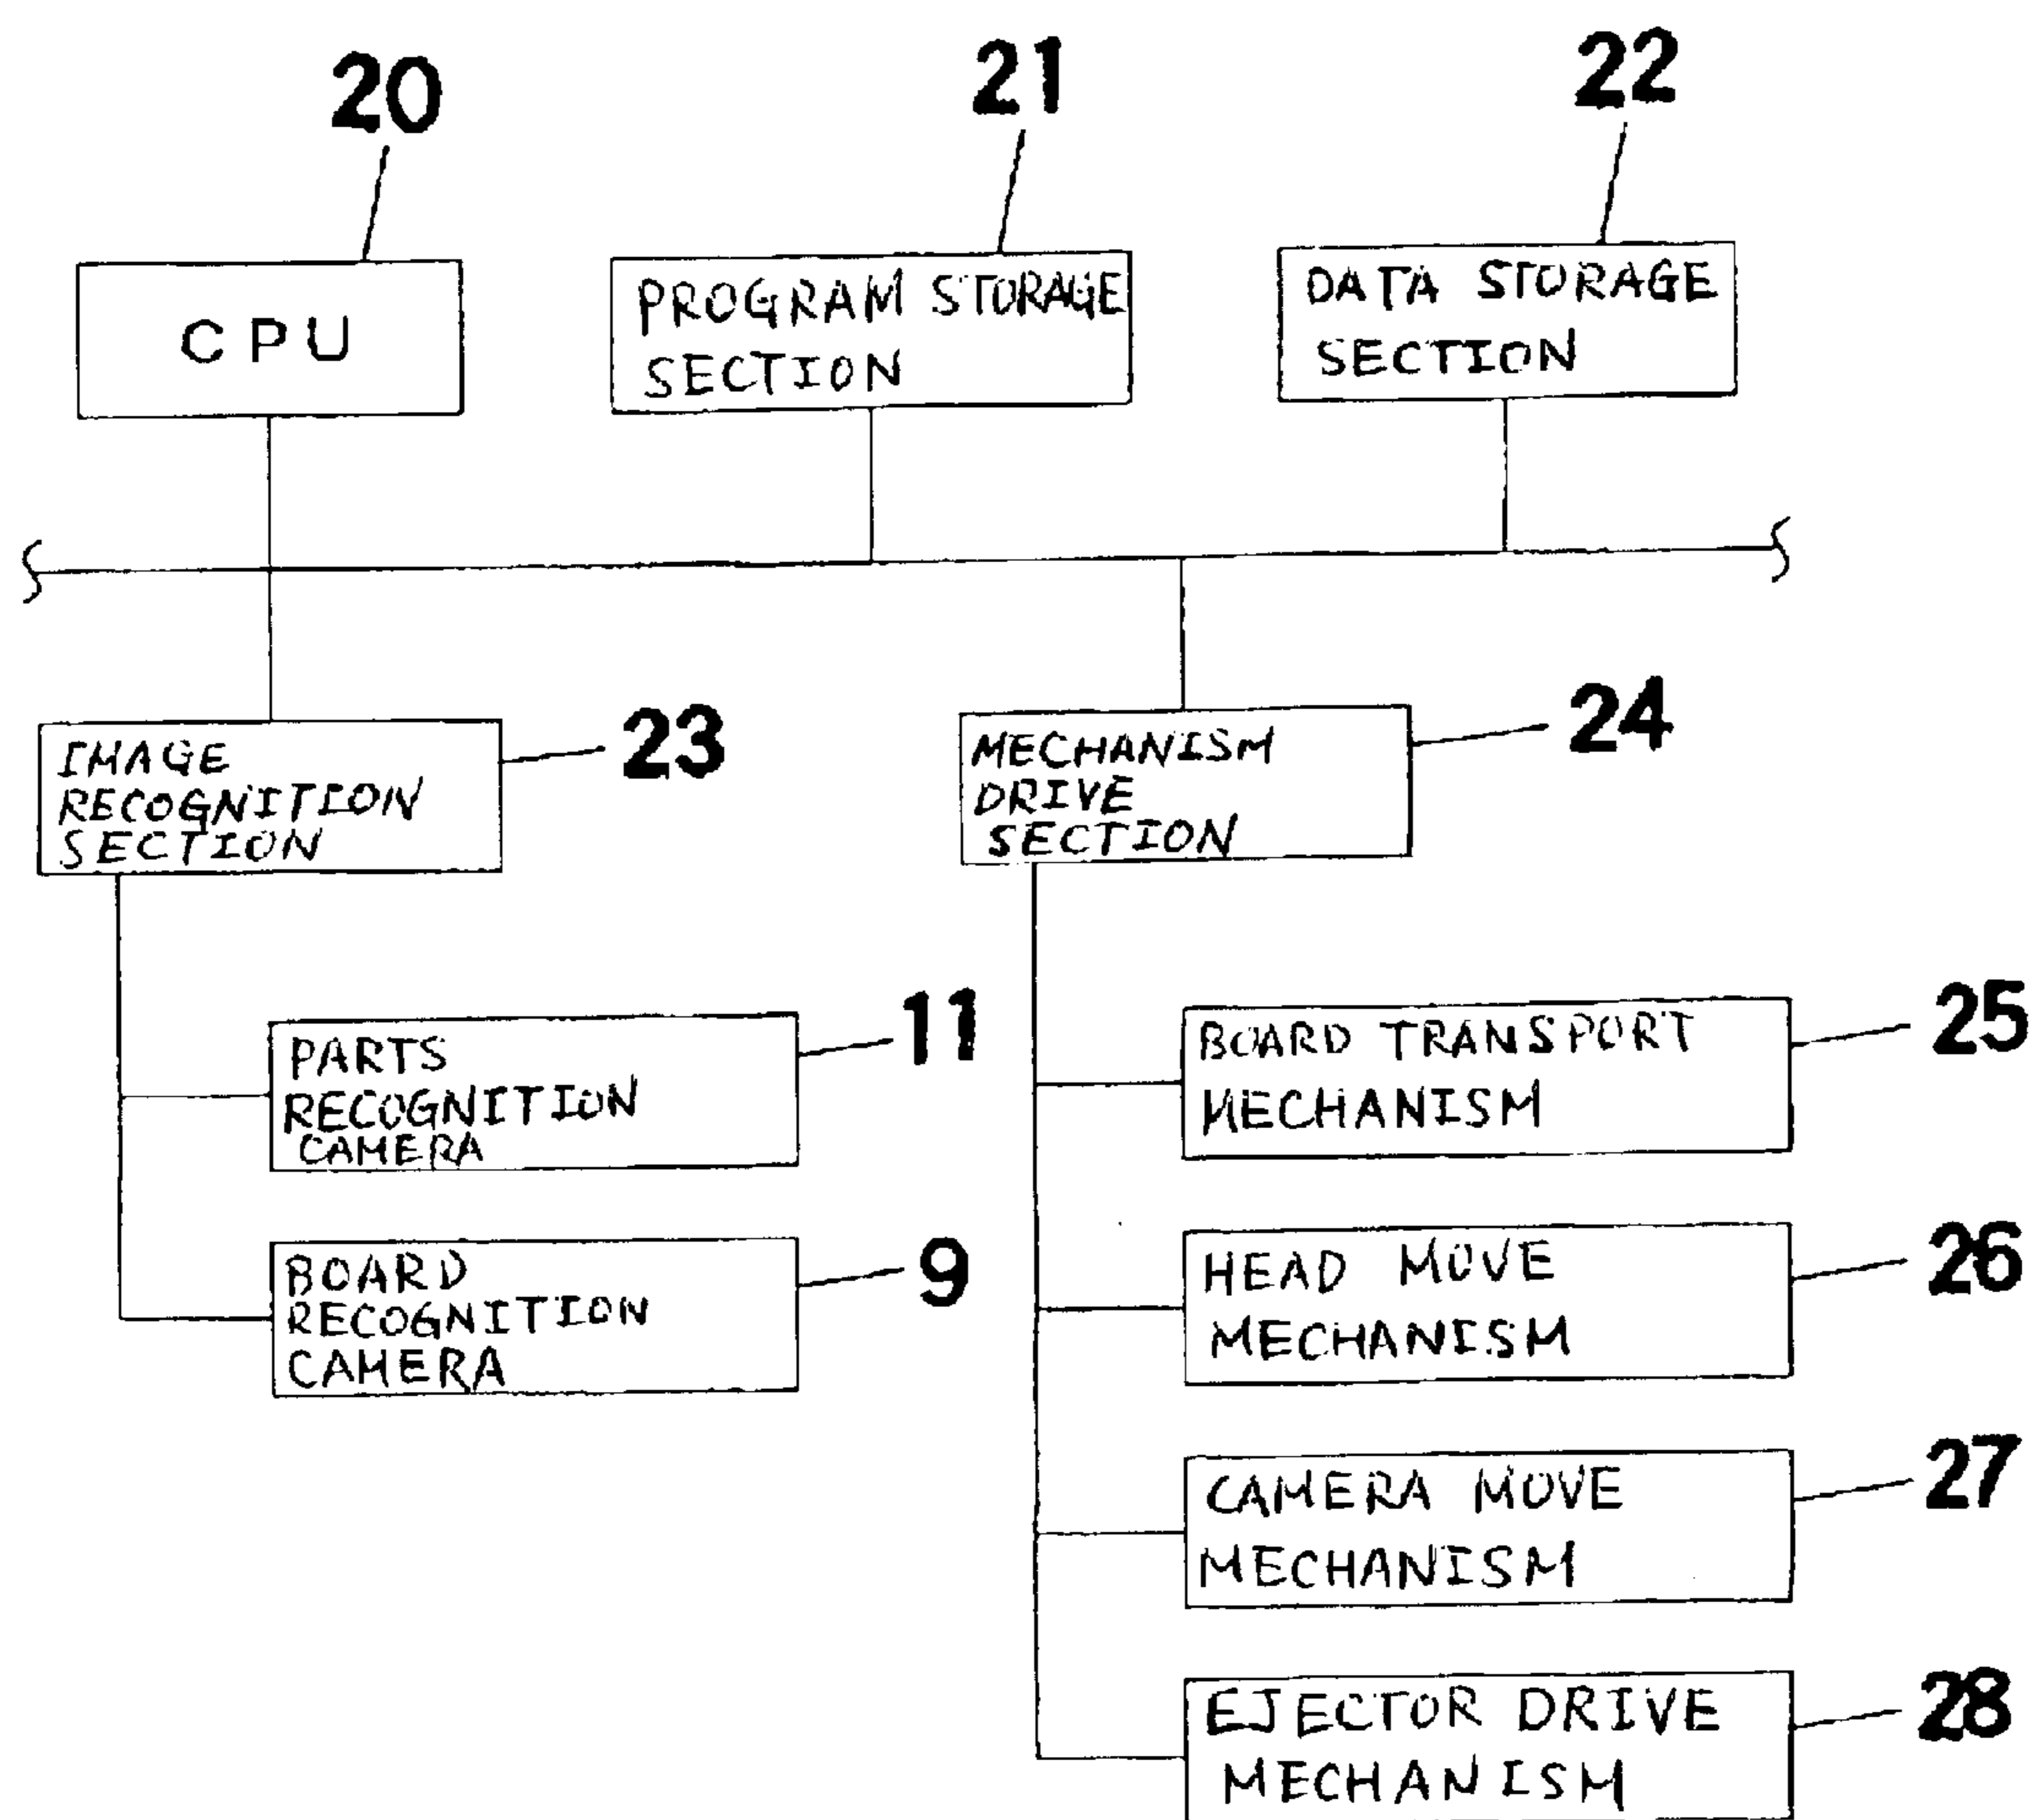 20
21
22
CPU
PROGRAM STORAGE
SECTION
DATA STORAGE
SECTION
IMAGE
RECOGNITION
SECTION
23
MECHANISM
DRIVE
SECTION
24
PARTS
RECOGNITION
CAMERA
11
BOARD
RECOGNITION
CAMERA
9
BOARD TRANSPORT
MECHANISM
25
HEAD MOVE
MECHANISM
26
CAMERA MOVE
MECHANISM
27
EJECTOR DRIVE
MECHANISM
28